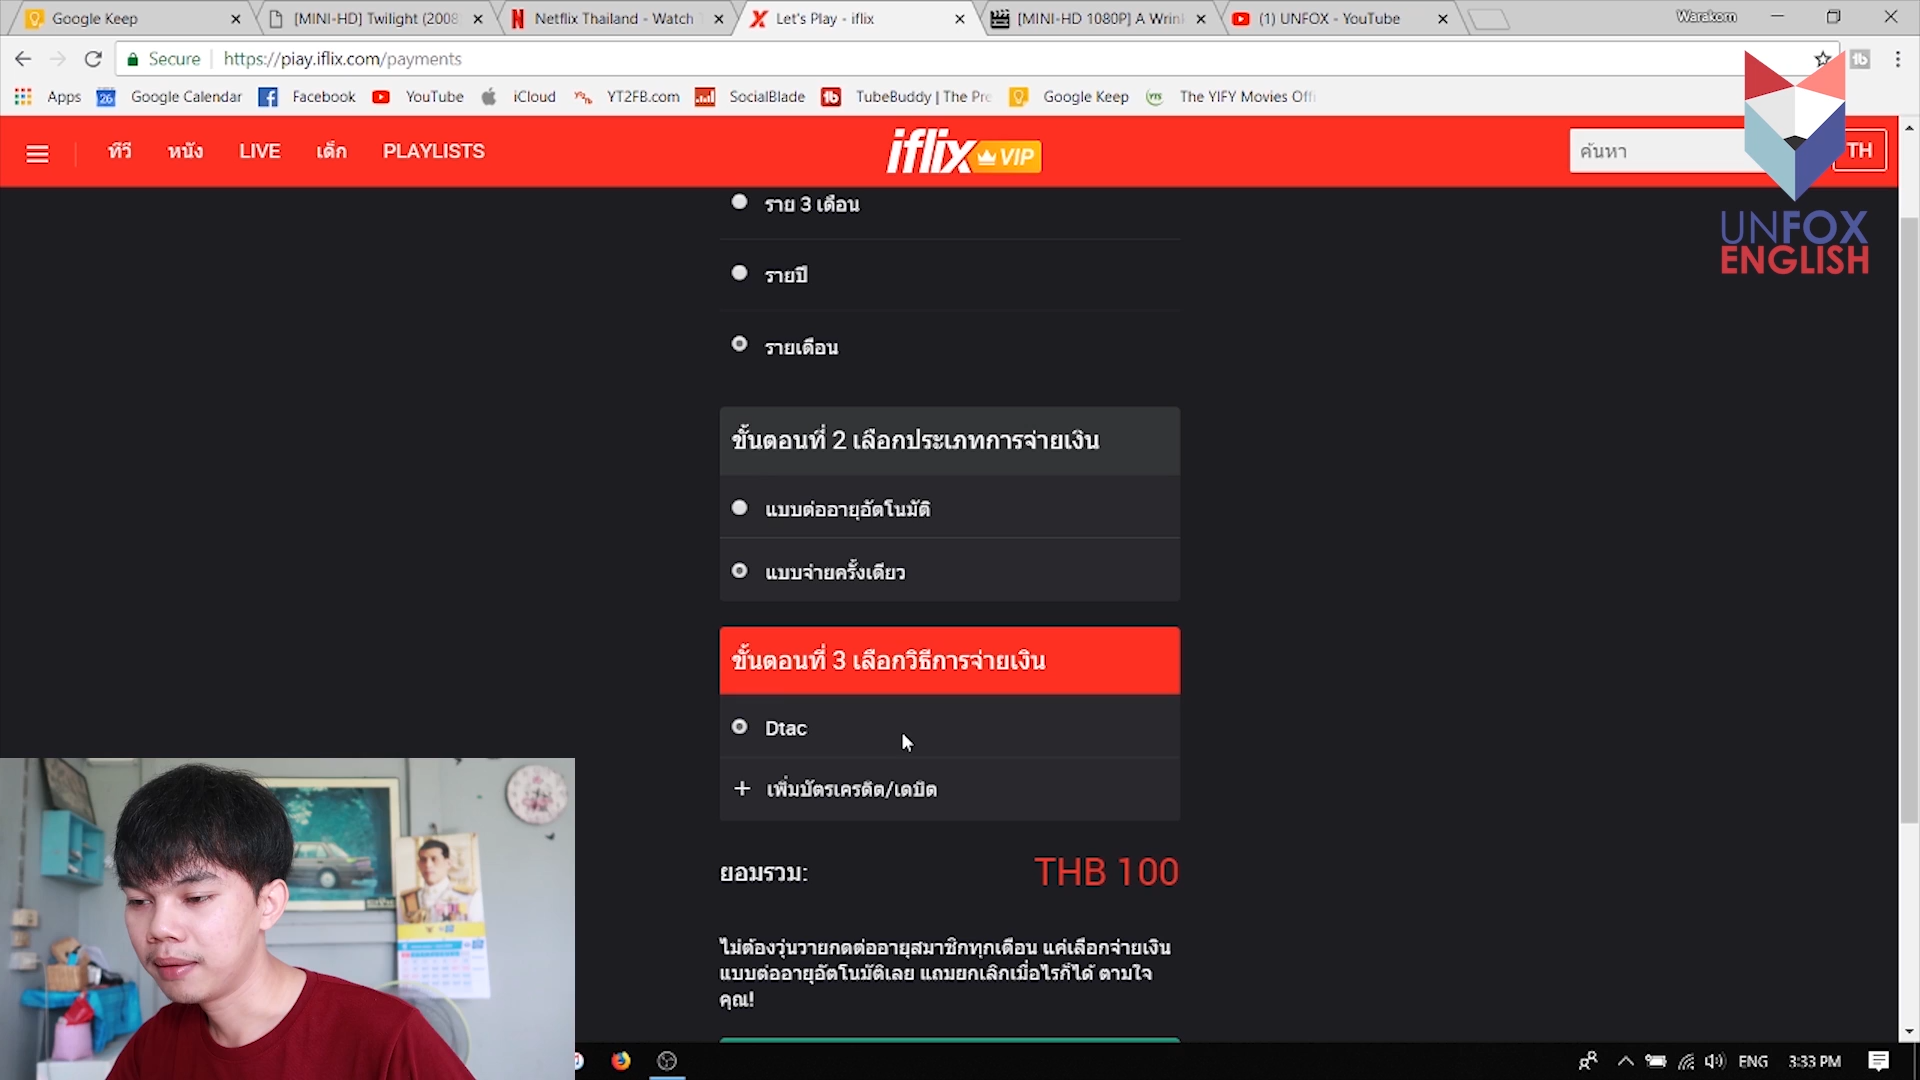 Google Keep
[MINI-HD] Twilight (2008
Netflix Thailand - Watch
Let's Play - iflix
[MINI-HD 1080P] A Wrin
(1) UNFOX - YouTube
Warakorn
Secure
https://piay.iflix.com/payments
Apps
26
Google Calendar
Facebook
YouTube
iCloud
YT2FB.com
SocialBlade
TubeBuddy | The Pre
Google Keep
The YIFY Movies Offi
ทีวี
หนัง
LIVE
เด็ก
PLAYLISTS
iflix VIP
ค้นหา
TH
UNFOX
ENGLISH
ราย 3 เดือน
รายปี
รายเดือน
ขั้นตอนที่ 2 เลือกประเภทการจ่ายเงิน
แบบต่ออายุอัตโนมัติ
แบบจ่ายครั้งเดียว
ขั้นตอนที่ 3 เลือกวิธีการจ่ายเงิน
Dtac
เพิ่มบัตรเครดิต/เดบิต
ยอมรวม:
THB 100
ไม่ต้องวุ่นวายกดต่ออายุสมาชิกทุกเดือน แค่เลือกจ่ายเงิน
แบบต่ออายุอัตโนมัติเลย แถมยกเลิกเมื่อไรก็ได้ ตามใจ
คุณ!
ENG
3:33 PM